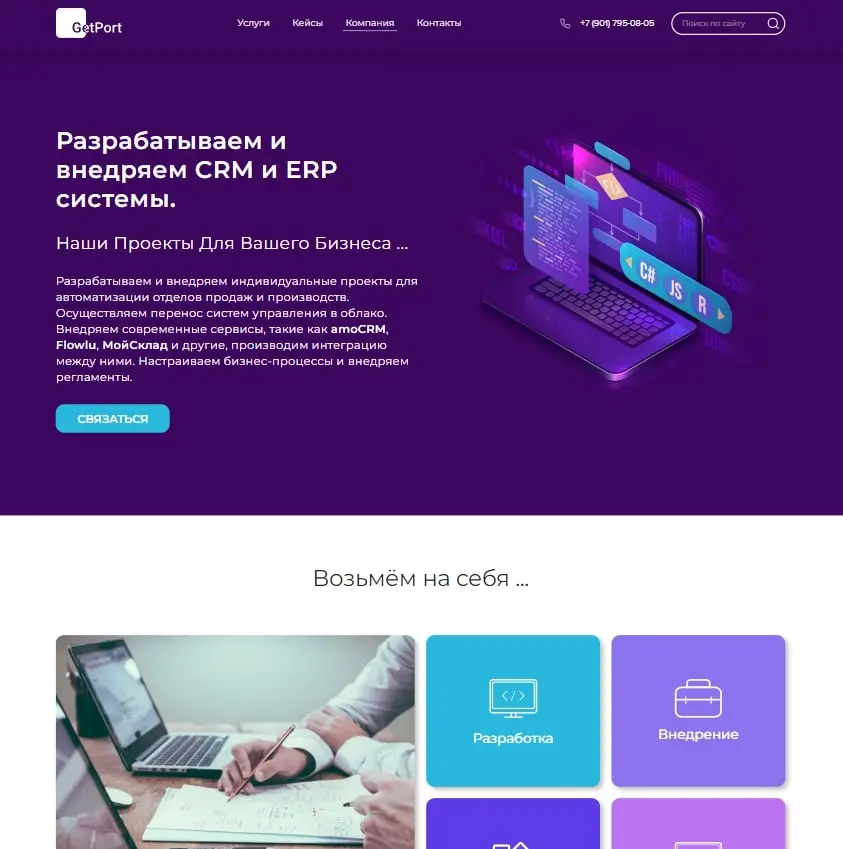 GetPort
Услуги
Кейсы
Компания
Контакты
+7 (901) 795-08-05
Поиск по сайту
Разрабатываем и
внедряем CRM и ERP
системы.
Наши Проекты Для Вашего Бизнеса ...
Разрабатываем и внедряем индивидуальные проекты для
автоматизации отделов продаж и производств.
Осуществляем перенос систем управления в облако.
Внедряем современные сервисы, такие как amoCRM,
Flowlu, МойСклад и другие, производим интеграцию
между ними. Настраиваем бизнес-процессы и внедряем
регламенты.
СВЯЗАТЬСЯ
</>
C#
JS
R
CSS
Возьмём на себя ...
</>
Разработка
Внедрение